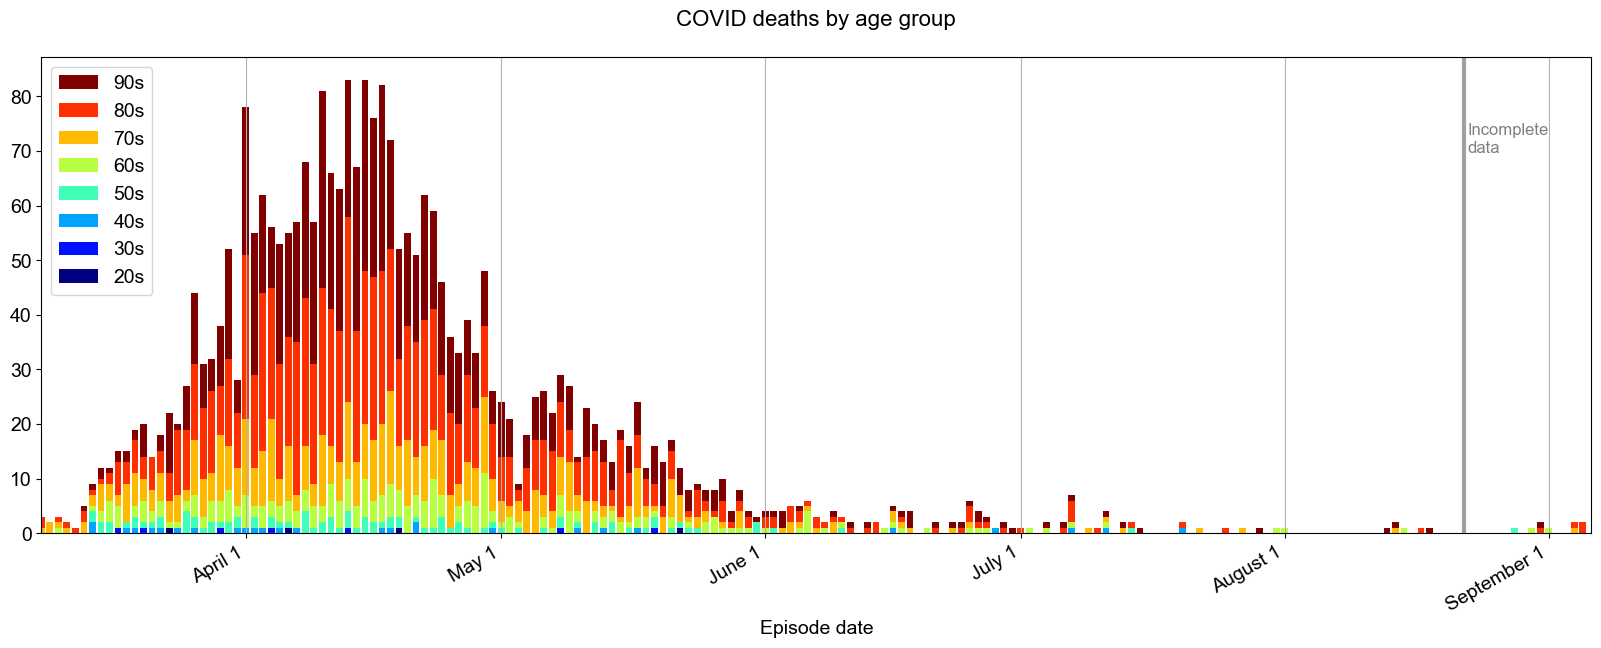 COVID deaths by age group
90s
80s
70s
60s
50s
40s
30s
20s
80
70
60
50
40
30
20
10
0
Incomplete
data
April 1
May 1
June 1
July 1
August 1
September 1
Episode date